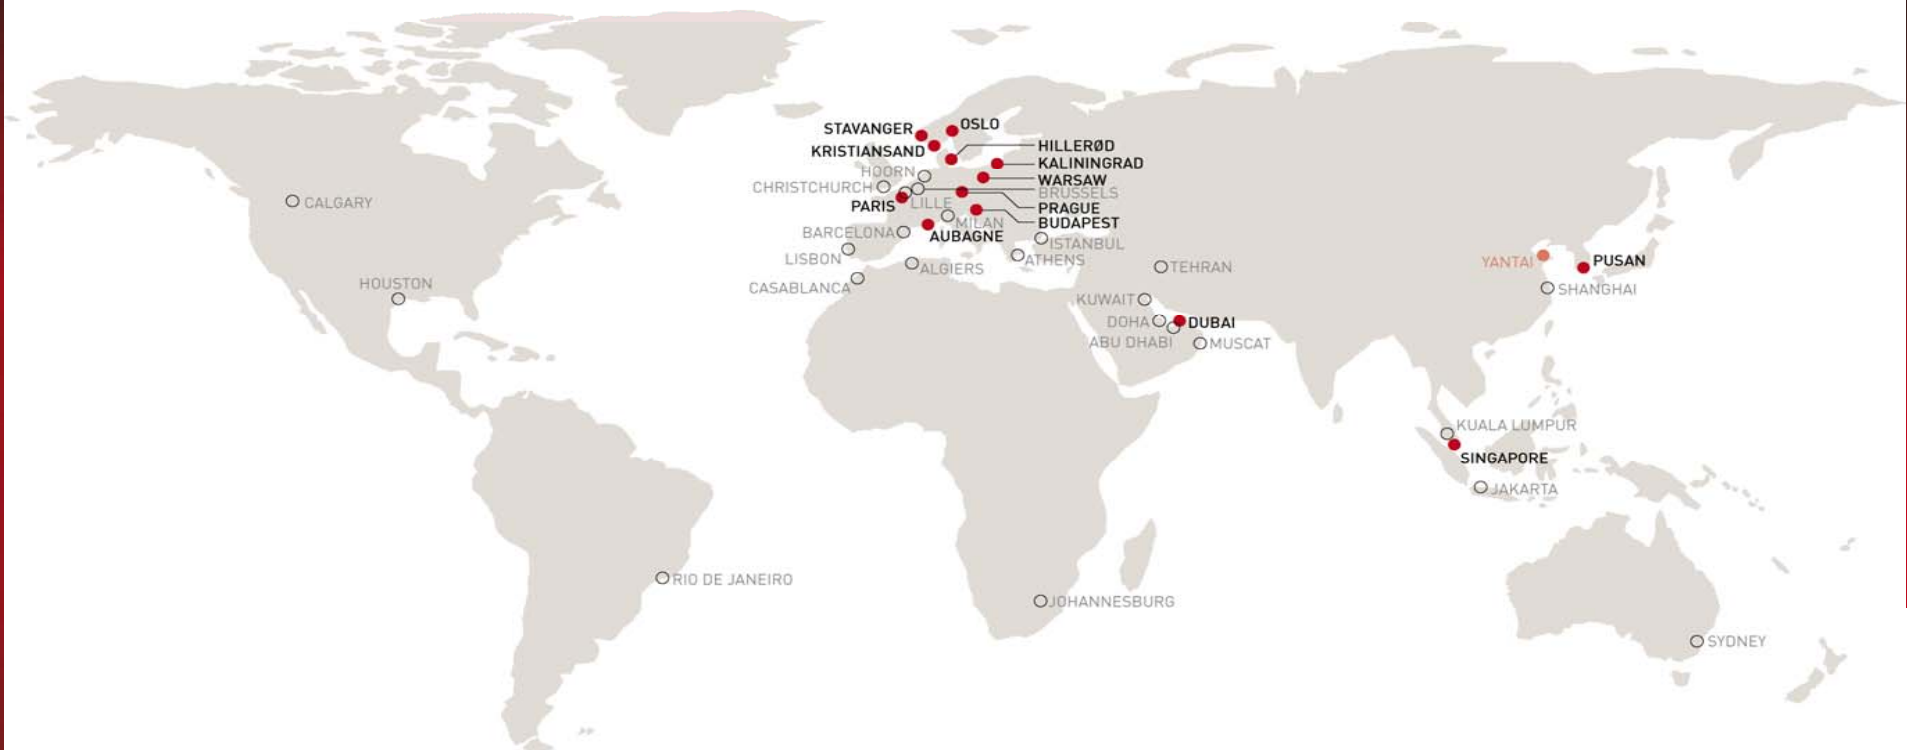 STAVANGER
OSLO
KRISTIANSAND
HILLERØD
HOORN
KALININGRAD
CHRISTCHURCH
WARSAW
BRUSSELS
CALGARY
PARIS
LILLE
PRAGUE
MILAN
BUDAPEST
BARCELONA
AUBAGNE
ISTANBUL
LISBON
ALGIERS
ATHENS
TEHRAN
YANTAI
PUSAN
HOUSTON
CASABLANCA
SHANGHAI
KUWAIT
DOHA
DUBAI
ABU DHABI
MUSCAT
KUALA LUMPUR
SINGAPORE
JAKARTA
RIO DE JANEIRO
JOHANNESBURG
SYDNEY